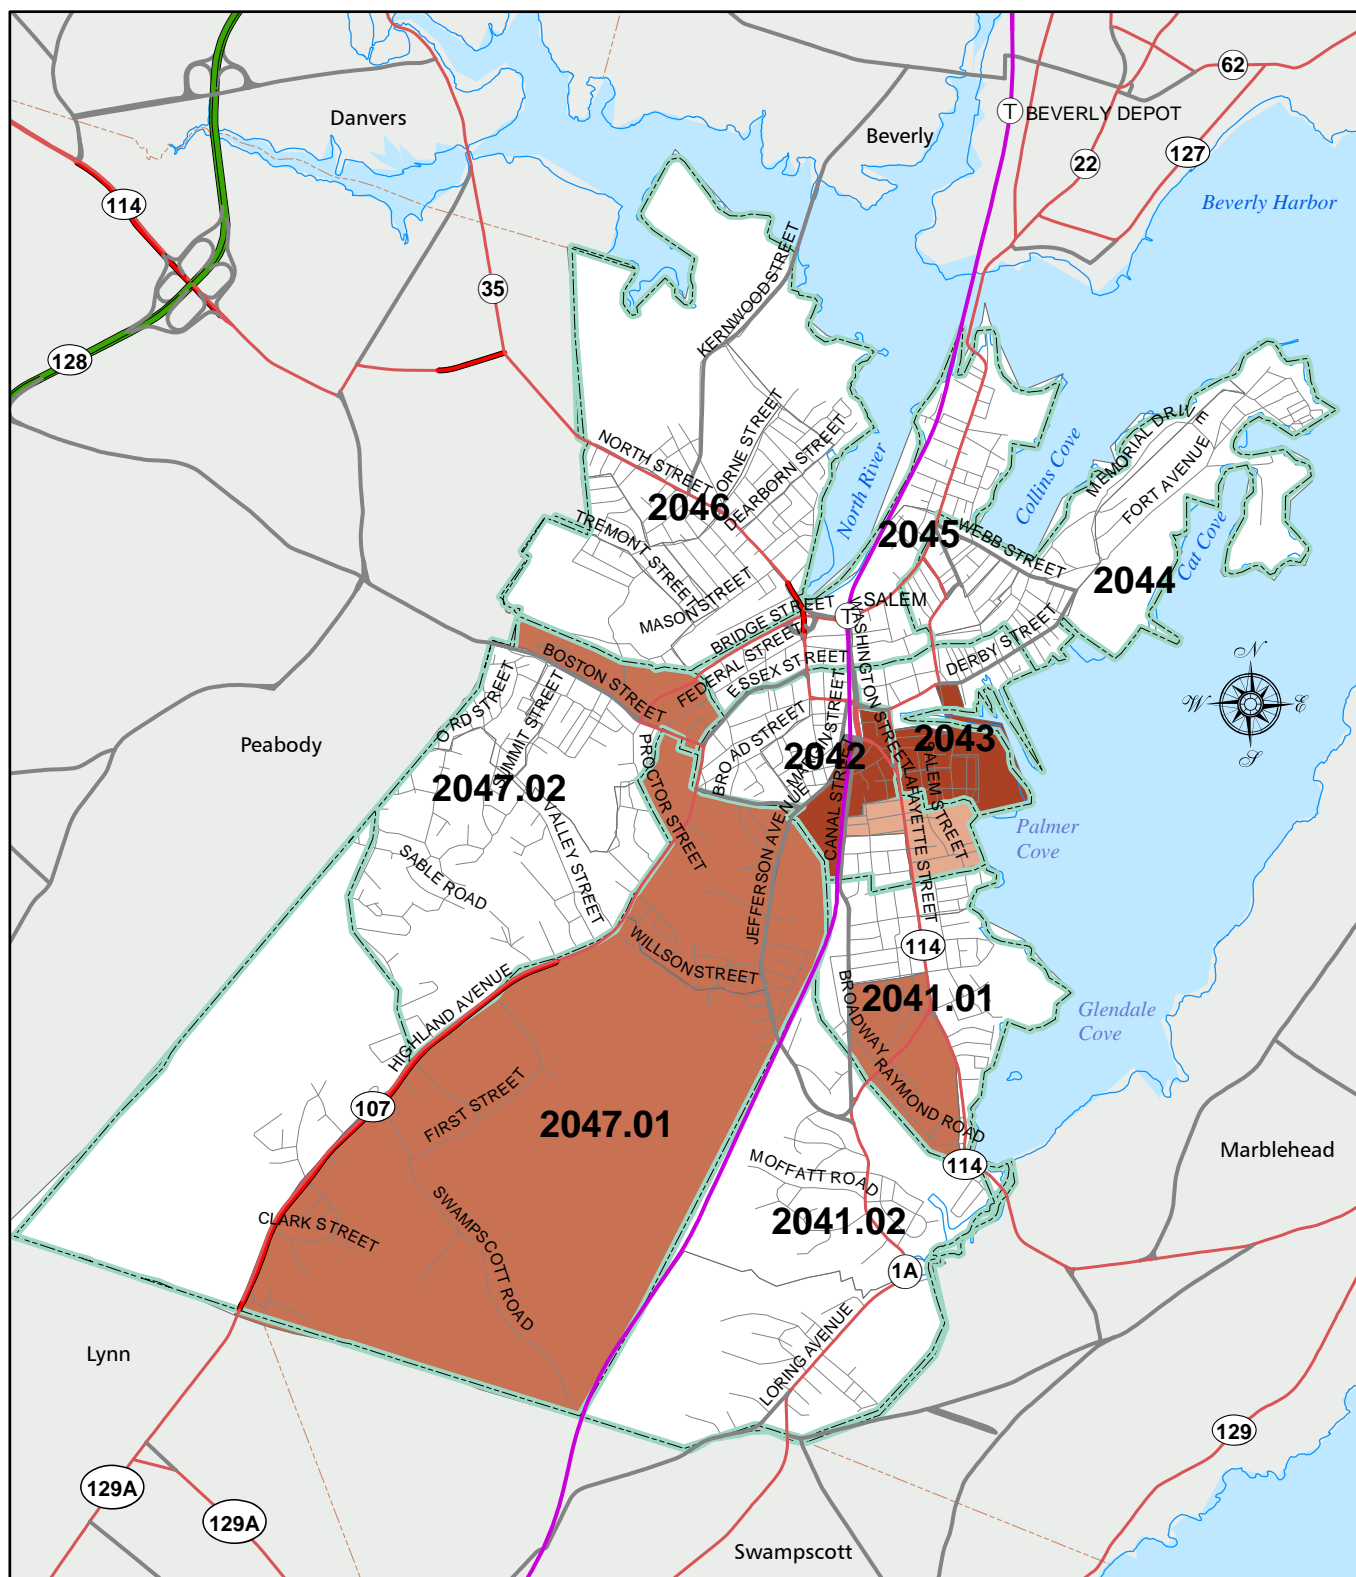 62
Danvers
T BEVERLY DEPOT
Beverly
127
22
114
Beverly Harbor
KERNWOOD STREET
35
128
MEMORIAL DRIVE
NORTH STREET
ORNE STREET
DEARBORN STREET
FORT AVENUE
North River
Collins Cove
2046
2045
WEBB STREET
Cat Cove
TREMONT STREET
2044
MASON STREET
T SALEM
BRIDGE STREET
FEDERAL STREET
ESSEX STREET
WASHINGTON STREET
DERBY STREET
BOSTON STREET
N
W
E
S
ORD STREET
SUMMIT STREET
BROAD STREET
MARGIN STREET
Peabody
2042
2043
PROCTOR STREET
2047.02
CANAL STREET
SALEM STREET
LAFAYETTE STREET
VALLEY STREET
JEFFERSON AVENUE
Palmer
Cove
SABLE ROAD
WILLSON STREET
114
HIGHLAND AVENUE
BROADWAY
2041.01
Glendale
Cove
107
FIRST STREET
2047.01
RAYMOND ROAD
Marblehead
114
MOFFATT ROAD
CLARK STREET
SWAMPSCOTT ROAD
2041.02
1A
LORING AVENUE
Lynn
129
129A
129A
Swampscott